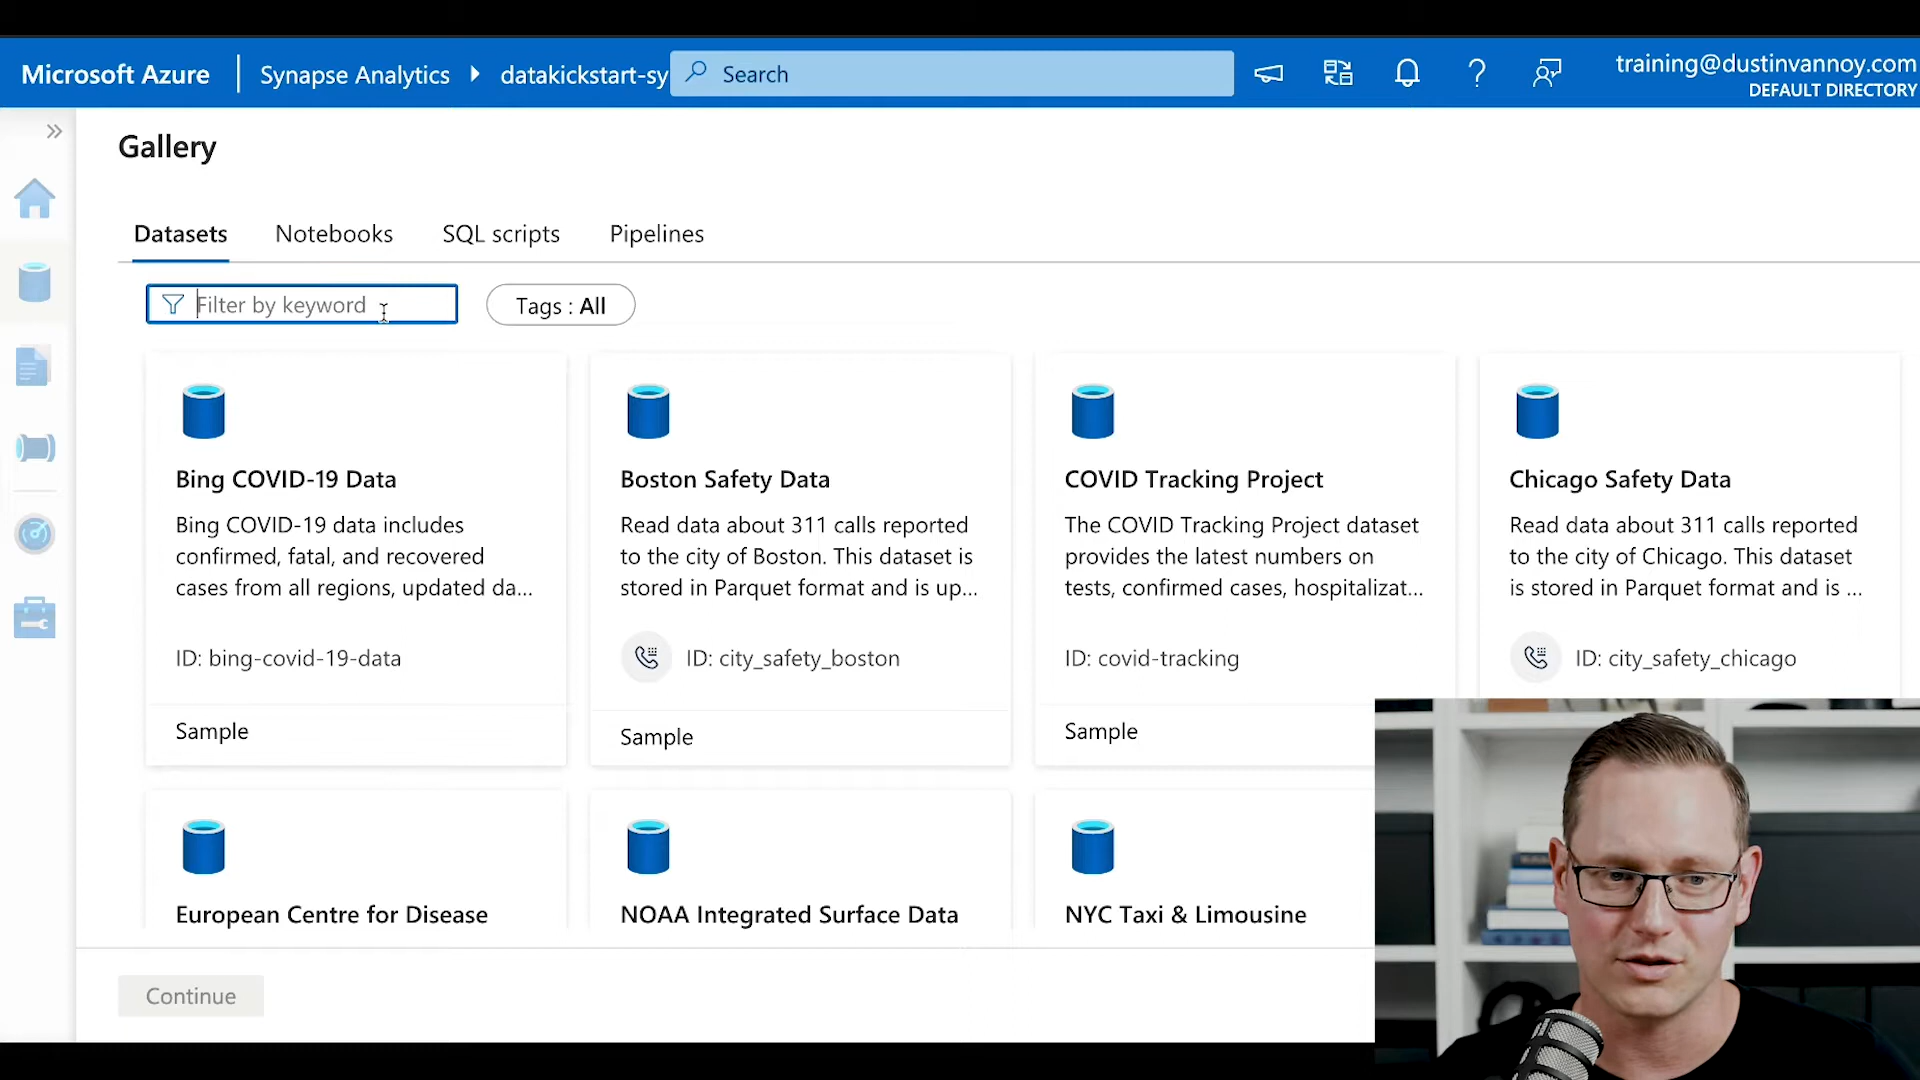 Microsoft Azure
Synapse Analytics
datakickstart-sy
Search
training@dustinvannoy.com
DEFAULT DIRECTORY
Gallery
Datasets
Notebooks
SQL scripts
Pipelines
Filter by keyword
Tags : All
Bing COVID-19 Data
Bing COVID-19 data includes
confirmed, fatal, and recovered
cases from all regions, updated da...
ID: bing-covid-19-data
Sample
Boston Safety Data
Read data about 311 calls reported
to the city of Boston. This dataset is
stored in Parquet format and is up...
ID: city_safety_boston
Sample
COVID Tracking Project
The COVID Tracking Project dataset
provides the latest numbers on
tests, confirmed cases, hospitalizat...
ID: covid-tracking
Sample
Chicago Safety Data
Read data about 311 calls reported
to the city of Chicago. This dataset
is stored in Parquet format and is ...
ID: city_safety_chicago
European Centre for Disease
NOAA Integrated Surface Data
NYC Taxi & Limousine
Continue